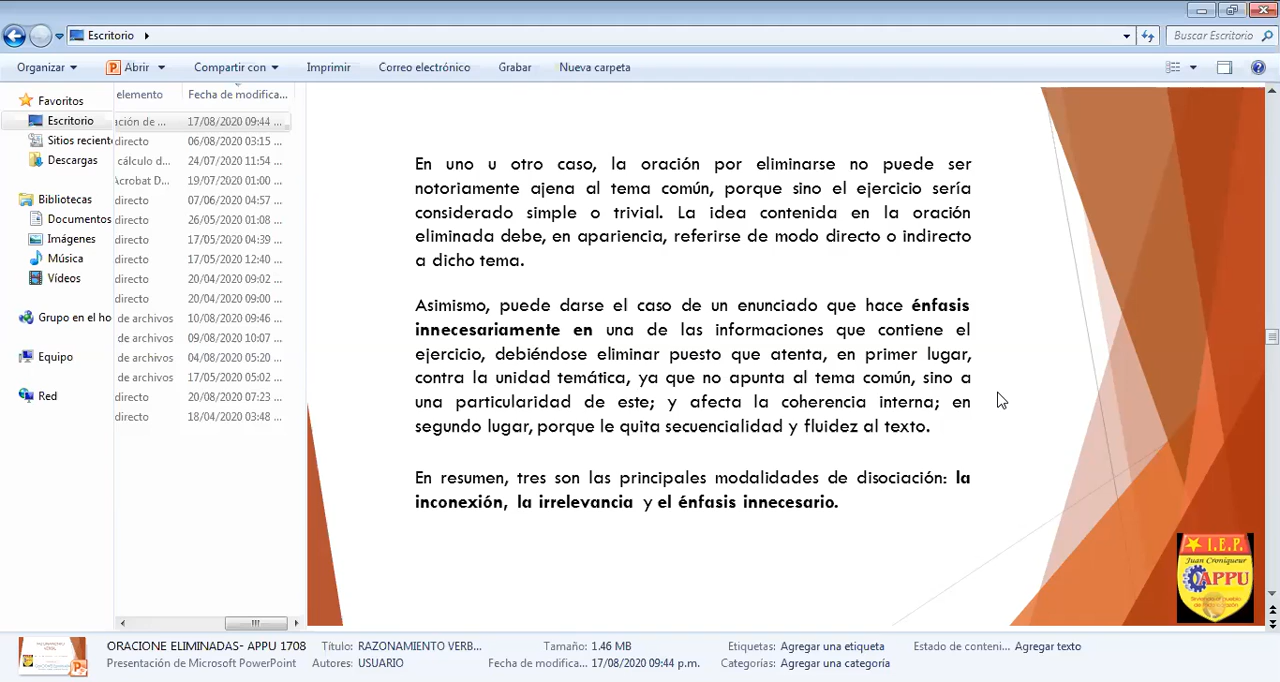 Escritorio
Buscar Escritorio
Organizar
Abrir
Compartir con
Imprimir
Correo electrónico
Grabar
Nueva carpeta
Favoritos
Escritorio
Sitios recient
Descargas
Bibliotecas
Documentos
Imágenes
Música
Vídeos
Grupo en el ho
Equipo
Red
elemento Fecha de modifica...
ación de ... 17/08/2020 09:44 ...
directo 06/08/2020 03:15 ...
cálculo d... 24/07/2020 11:54 ...
Acrobat D... 19/07/2020 01:00 ...
directo 07/06/2020 04:57 ...
directo 26/05/2020 01:08 ...
directo 17/05/2020 04:39 ...
directo 17/05/2020 12:40 ...
directo 20/04/2020 09:02 ...
directo 20/04/2020 09:00 ...
de archivos 10/08/2020 09:46 ...
de archivos 09/08/2020 10:07 ...
de archivos 04/08/2020 05:20 ...
de archivos 17/05/2020 05:02 ...
directo 20/08/2020 07:23 ...
directo 18/04/2020 03:48 ...
En uno u otro caso, la oración por eliminarse no puede ser
notoriamente ajena al tema común, porque sino el ejercicio sería
considerado simple o trivial. La idea contenida en la oración
eliminada debe, en apariencia, referirse de modo directo o indirecto
a dicho tema.
Asimismo, puede darse el caso de un enunciado que hace énfasis
innecesariamente en una de las informaciones que contiene el
ejercicio, debiéndose eliminar puesto que atenta, en primer lugar,
contra la unidad temática, ya que no apunta al tema común, sino a
una particularidad de este; y afecta la coherencia interna; en
segundo lugar, porque le quita secuencialidad y fluidez al texto.
En resumen, tres son las principales modalidades de disociación: la
inconexión, la irrelevancia y el énfasis innecesario.
I.E.P.
Juan Croniqueur
APPU
ORACIONE ELIMINADAS- APPU 1708
Presentación de Microsoft PowerPoint
Título: RAZONAMIENTO VERB...
Autores: USUARIO
Tamaño: 1.46 MB
Fecha de modifica... 17/08/2020 09:44 p.m.
Etiquetas: Agregar una etiqueta
Categorías: Agregar una categoría
Estado de conteni... Agregar texto